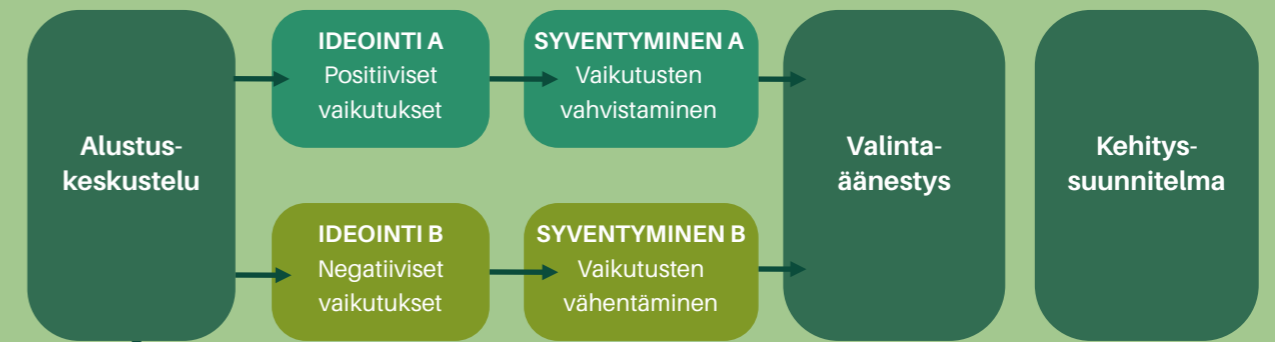 Alustus-
keskustelu
IDEOINTI A
Positiiviset
vaikutukset
SYVENTYMINEN A
Vaikutusten
vahvistaminen
IDEOINTI B
Negatiiviset
vaikutukset
SYVENTYMINEN B
Vaikutusten
vähentäminen
Valinta-
äänestys
Kehitys-
suunnitelma